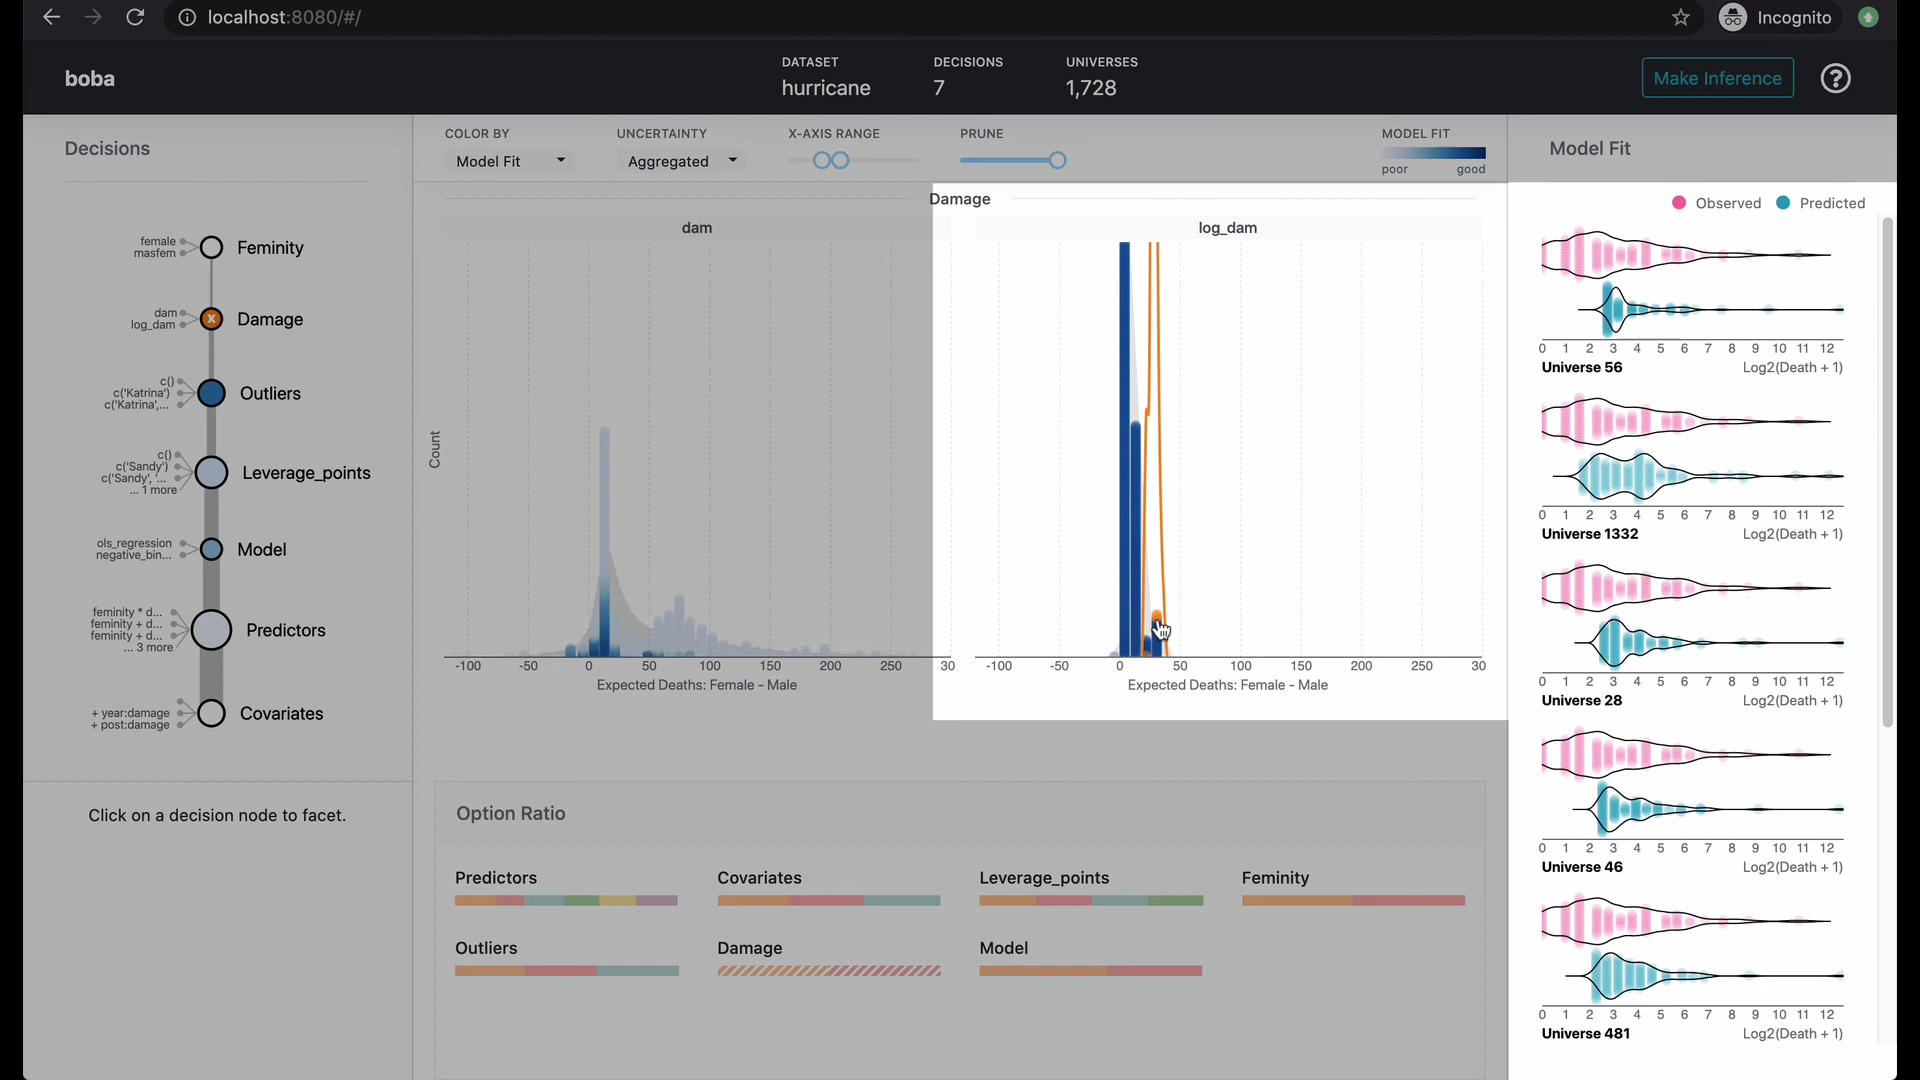 localhost:8080/#/
Incognito
boba
DATASET
hurricane
DECISIONS
7
UNIVERSES
1,728
Make Inference
?
Decisions
female
masfem
Feminity
dam
log_dam
x
Damage
c()
c('Katrina')
c('Katrina',...
Outliers
c()
c('Sandy')
c('Sandy', '...
... 1 more
Leverage_points
ols_regression
negative_bin...
Model
feminity * d...
feminity + d...
feminity + d...
... 3 more
Predictors
+ year:damage
+ post:damage
Covariates
Click on a decision node to facet.
COLOR BY
Model Fit
UNCERTAINTY
Aggregated
X-AXIS RANGE
PRUNE
MODEL FIT
poor good
Damage
dam
Count
-100 -50 0 50 100 150 200 250 30
Expected Deaths: Female - Male
log_dam
-100 -50 0 50 100 150 200 250 30
Expected Deaths: Female - Male
Option Ratio
Predictors
Covariates
Leverage_points
Feminity
Outliers
Damage
Model
Model Fit
Observed Predicted
0 1 2 3 4 5 6 7 8 9 10 11 12
Universe 56 Log2(Death + 1)
0 1 2 3 4 5 6 7 8 9 10 11 12
Universe 1332 Log2(Death + 1)
0 1 2 3 4 5 6 7 8 9 10 11 12
Universe 28 Log2(Death + 1)
0 1 2 3 4 5 6 7 8 9 10 11 12
Universe 46 Log2(Death + 1)
0 1 2 3 4 5 6 7 8 9 10 11 12
Universe 481 Log2(Death + 1)